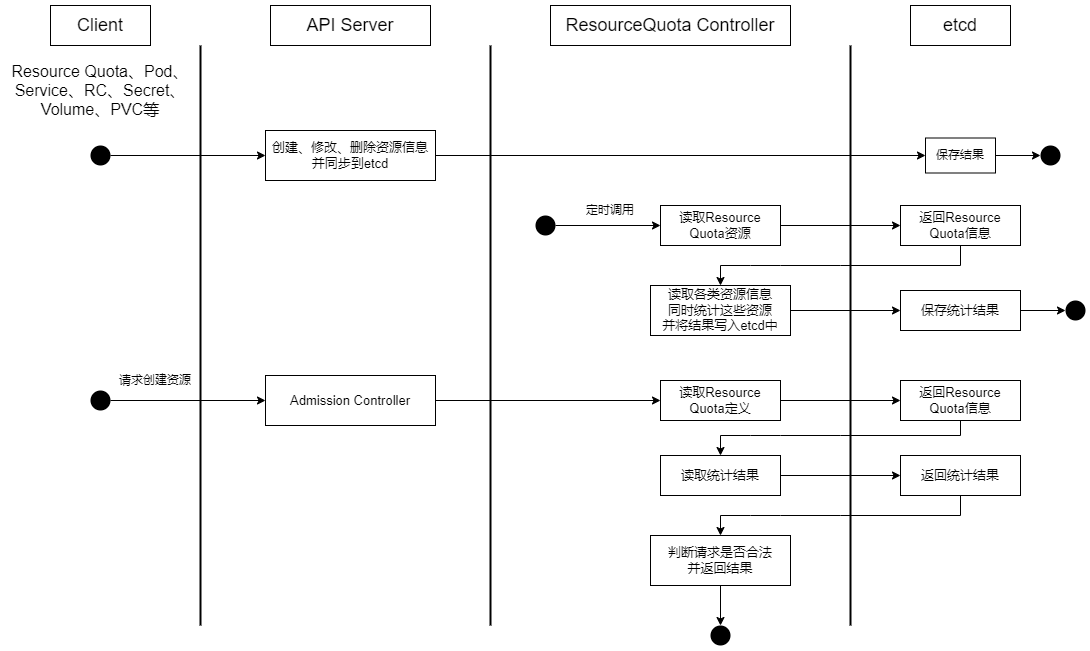 Client
API Server
ResourceQuota Controller
etcd
Resource Quota、Pod、
Service、RC、Secret、
Volume、PVC等
创建、修改、删除资源信息
并同步到etcd
保存结果
定时调用
读取Resource
Quota资源
返回Resource
Quota信息
读取各类资源信息
同时统计这些资源
并将结果写入etcd中
保存统计结果
请求创建资源
Admission Controller
读取Resource
Quota定义
返回Resource
Quota信息
读取统计结果
返回统计结果
判断请求是否合法
并返回结果